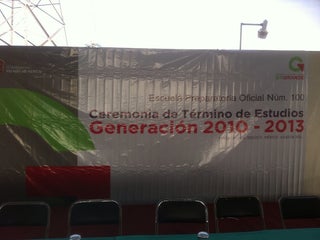 Escuela Preparatoria Oficial Núm. 100
Ceremonia de Término de Estudios
Generación 2010 - 2013